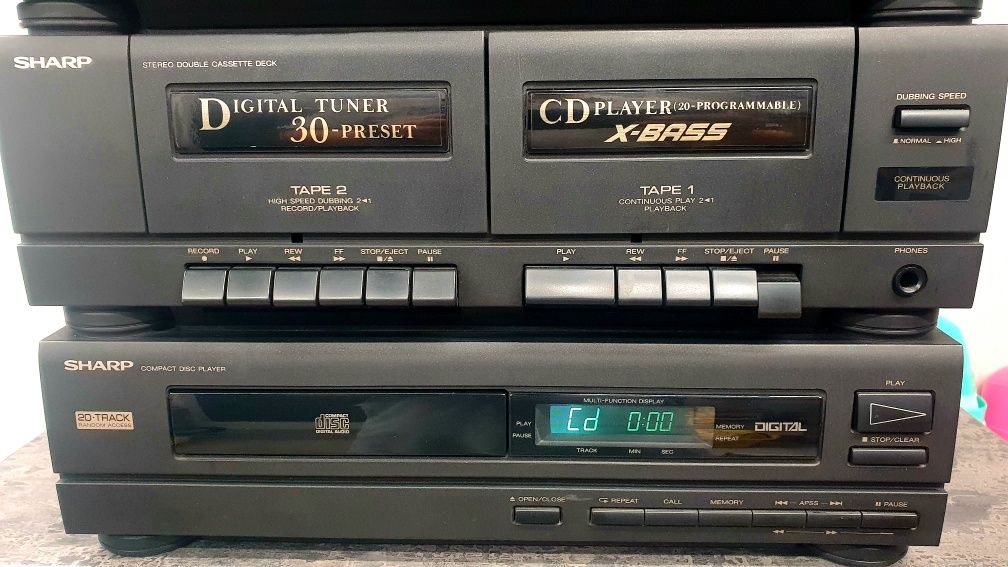 SHARP
STEREO DOUBLE CASSETTE DECK
DIGITAL TUNER
30-PRESET
CD PLAYER (20-PROGRAMMABLE)
X-BASS
DUBBING SPEED
NORMAL HIGH
CONTINUOUS
PLAYBACK
TAPE 2
HIGH SPEED DUBBING 2◄1
RECORD/PLAYBACK
TAPE 1
CONTINUOUS PLAY 2◄1
PLAYBACK
RECORD PLAY REW FF STOP/EJECT PAUSE
PLAY REW FF STOP/EJECT PAUSE
PHONES
SHARP COMPACT DISC PLAYER
20-TRACK
RANDOM ACCESS
COMPACT
disc
DIGITAL AUDIO
MULTI-FUNCTION DISPLAY
PLAY
PAUSE
Cd 0:00
TRACK MIN SEC
MEMORY
REPEAT
DIGITAL
PLAY
STOP/CLEAR
OPEN/CLOSE REPEAT CALL MEMORY APSS PAUSE